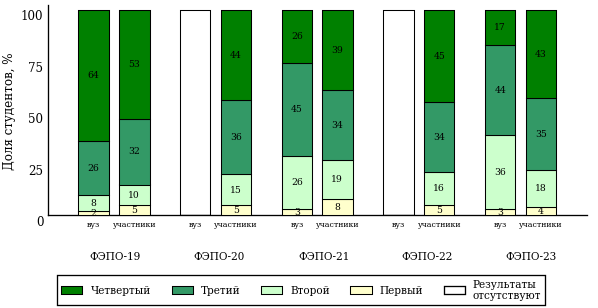 100
75
50
25
0
Доля студентов, %
64 53 44 26 39 45 17 43
26 32 36 45 34 34 44 35
8 10 15 26 19 16 36 18
2 5 5 3 8 5 3 4
вуз участники вуз участники вуз участники вуз участники вуз участники
ФЭПО-19 ФЭПО-20 ФЭПО-21 ФЭПО-22 ФЭПО-23
Четвертый Третий Второй Первый Результаты
отсутствуют